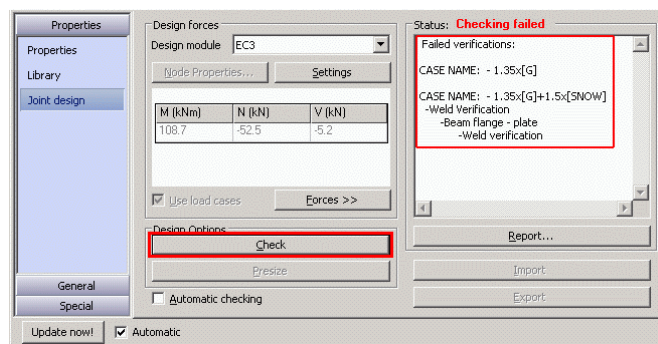 Properties
Properties
Library
Joint design
General
Special
Design forces
Design module EC3
Node Properties... Settings
M (kNm) N (kN) V (kN)
108.7 -52.5 -5.2
Use load cases Forces >>
Design Options
Check
Presize
Automatic checking
Status: Checking failed
Failed verifications:
CASE NAME: - 1.35x[G]
CASE NAME: - 1.35x[G]+1.5x[SNOW]
-Weld Verification
-Beam flange - plate
-Weld verification
Report...
Import
Export
Update now! Automatic